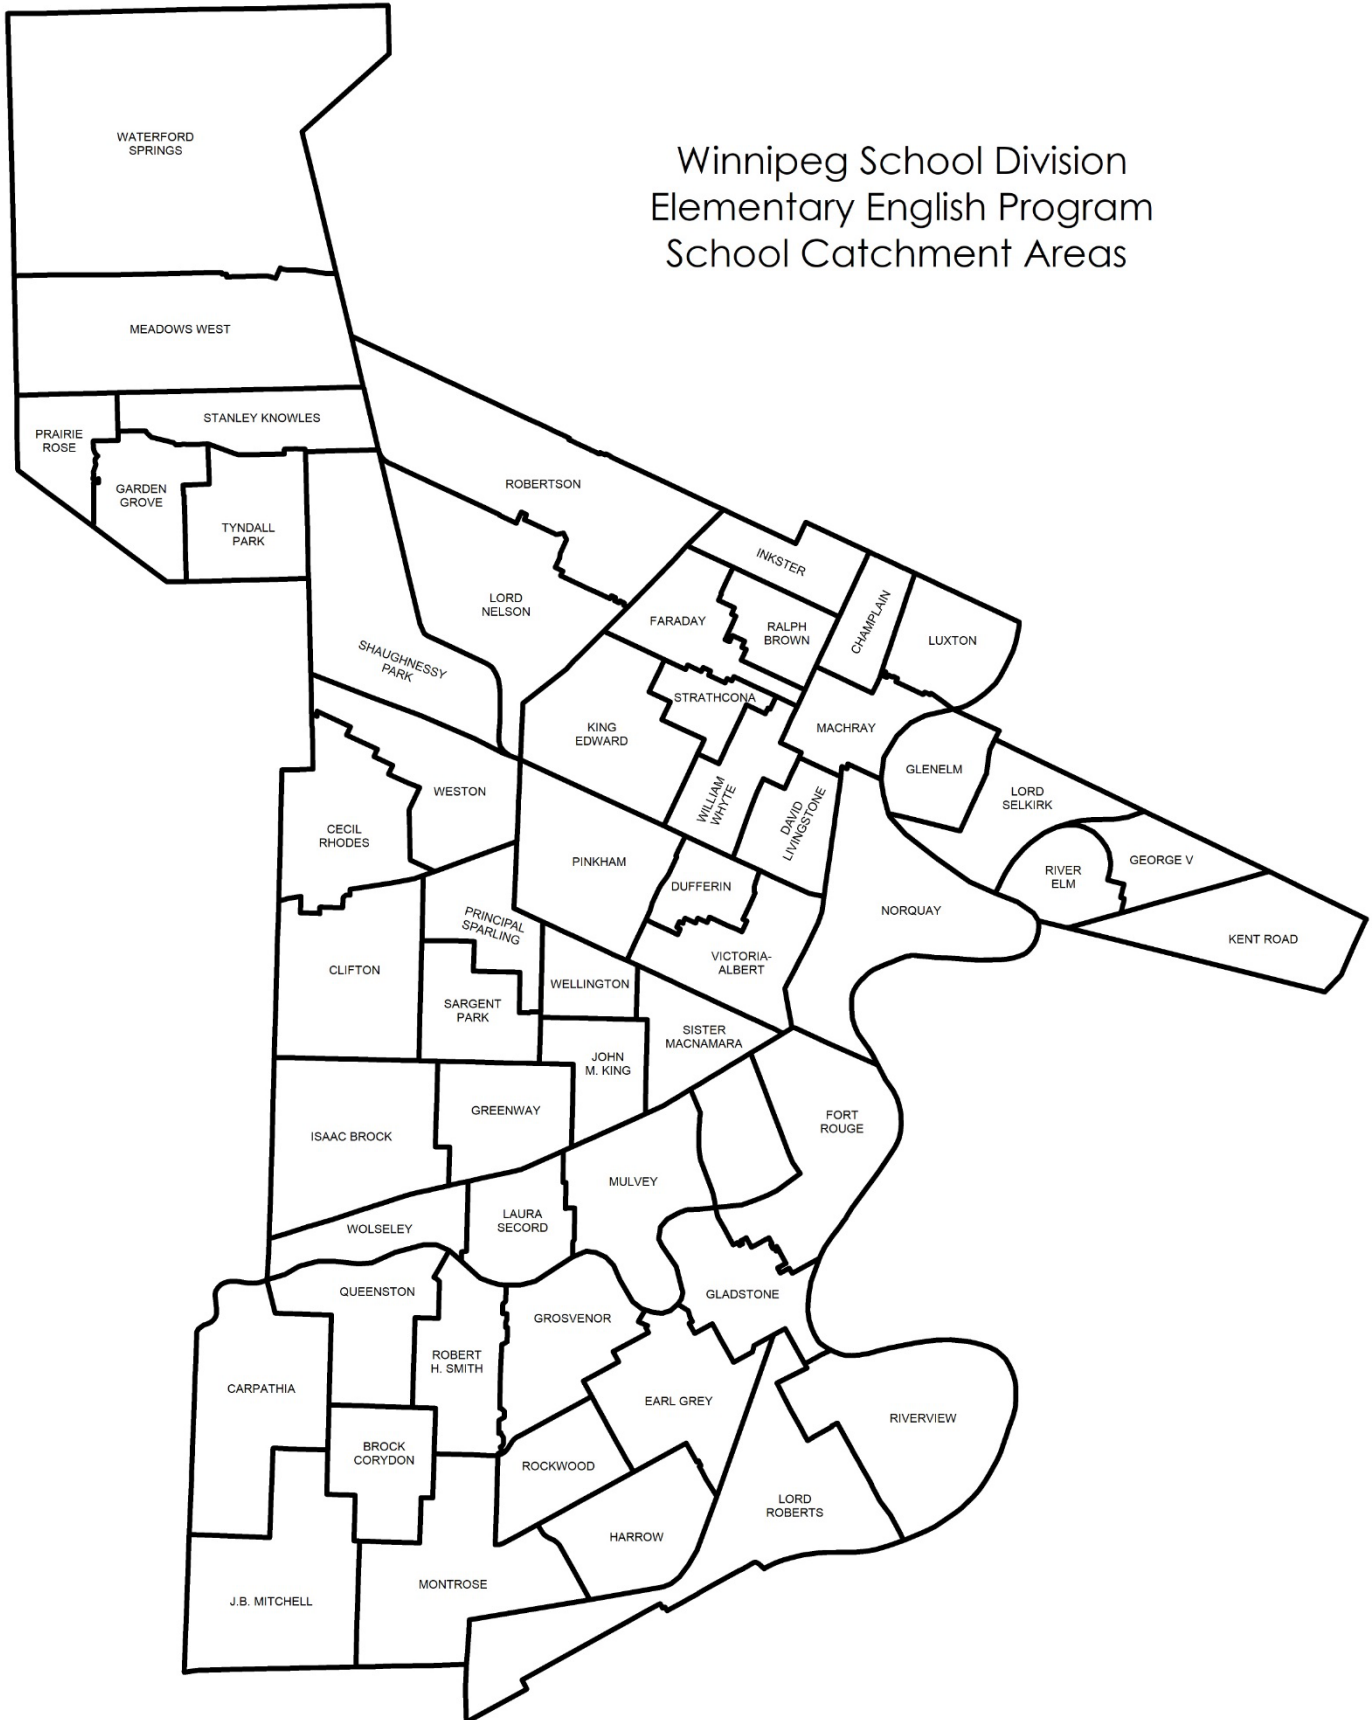 Winnipeg School Division
Elementary English Program
School Catchment Areas
WATERFORD
SPRINGS
MEADOWS WEST
STANLEY KNOWLES
PRAIRIE
ROSE
GARDEN
GROVE
TYNDALL
PARK
ROBERTSON
LORD
NELSON
SHAUGHNESSY
PARK
INKSTER
FARADAY
RALPH
BROWN
CHAMPLAIN
LUXTON
STRATHCONA
KING
EDWARD
MACHRAY
GLENELM
WILLIAM
WHYTE
DAVID
LIVINGSTONE
LORD
SELKIRK
RIVER
ELM
GEORGE V
KENT ROAD
WESTON
CECIL
RHODES
PINKHAM
DUFFERIN
NORQUAY
PRINCIPAL
SPARLING
VICTORIA-
ALBERT
CLIFTON
WELLINGTON
SARGENT
PARK
SISTER
MACNAMARA
JOHN
M. KING
GREENWAY
ISAAC BROCK
FORT
ROUGE
MULVEY
LAURA
SECORD
WOLSELEY
QUEENSTON
GLADSTONE
GROSVENOR
ROBERT
H. SMITH
CARPATHIA
EARL GREY
RIVERVIEW
BROCK
CORYDON
ROCKWOOD
LORD
ROBERTS
HARROW
MONTROSE
J.B. MITCHELL